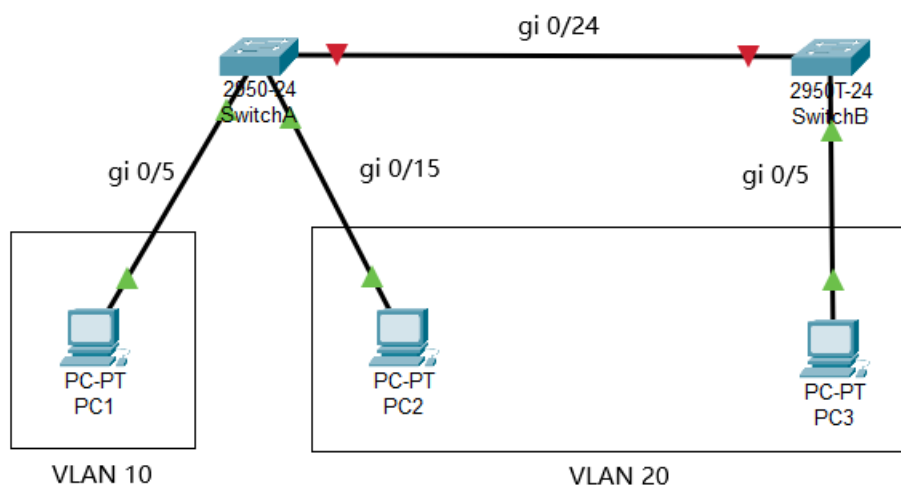 gi 0/24
2950-24
SwitchA
2950T-24
SwitchB
gi 0/5
gi 0/15
gi 0/5
PC-PT
PC1
PC-PT
PC2
PC-PT
PC3
VLAN 10
VLAN 20